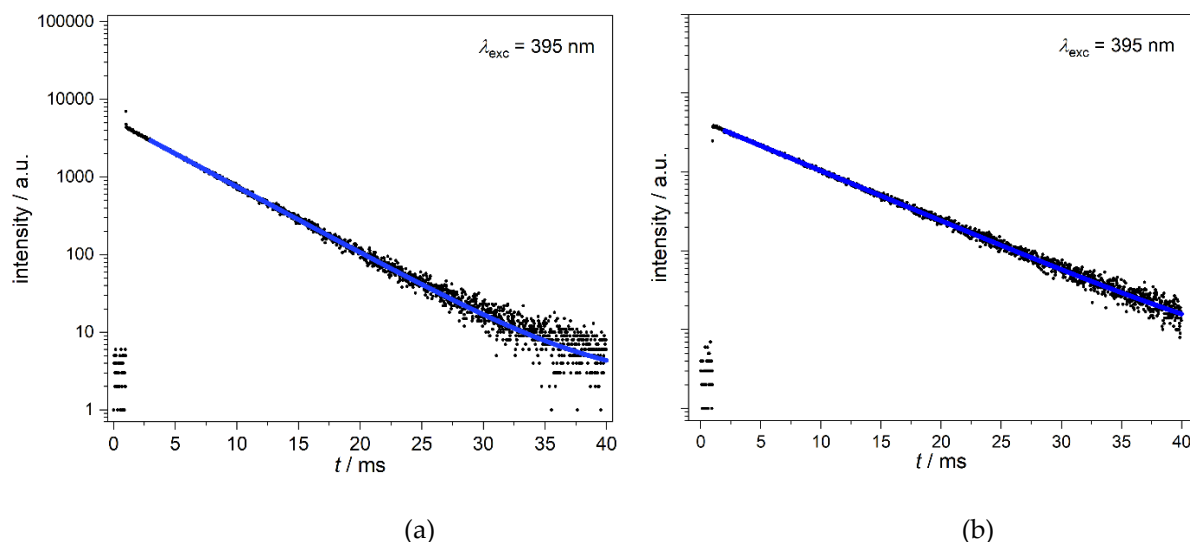 100000
10000
1000
100
10
1
intensity / a.u.
λexc = 395 nm
0 5 10 15 20 25 30 35 40
t / ms
(a)
intensity / a.u.
λexc = 395 nm
0 5 10 15 20 25 30 35 40
t / ms
(b)